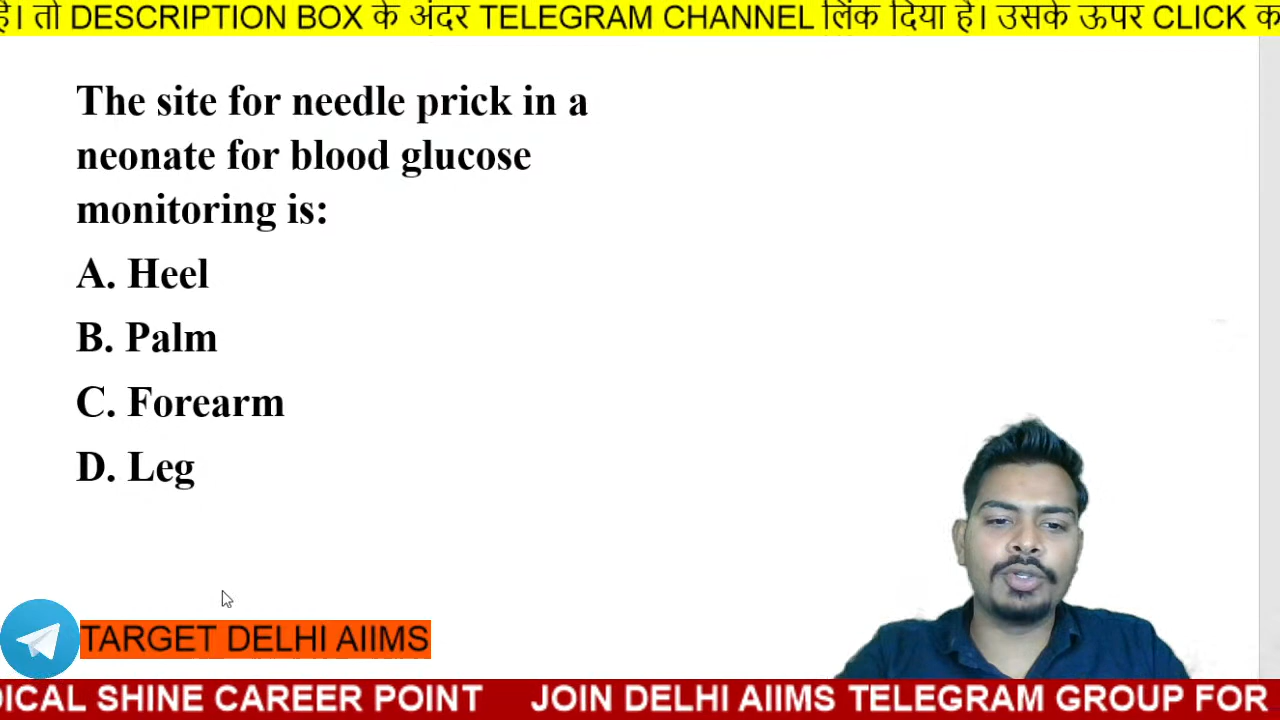 है। तो DESCRIPTION BOX के अंदर TELEGRAM CHANNEL लिंक दिया है। उसके ऊपर CLICK क
The site for needle prick in a
neonate for blood glucose
monitoring is:
A. Heel
B. Palm
C. Forearm
D. Leg
TARGET DELHI AIIMS
DICAL SHINE CAREER POINT JOIN DELHI AIIMS TELEGRAM GROUP FOR